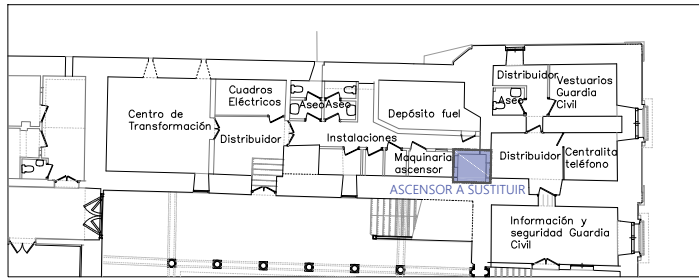 Distribuidor
Vestuarios
Guardia
Civil
Cuadros
Eléctricos
Aseo
Aseo
Aseo
Centro de
Transformación
Depósito fuel
Distribuidor
Instalaciones
Maquinaria
ascensor
Distribuidor
Centralita
teléfono
ASCENSOR A SUSTITUIR
Información y
seguridad Guardia
Civil